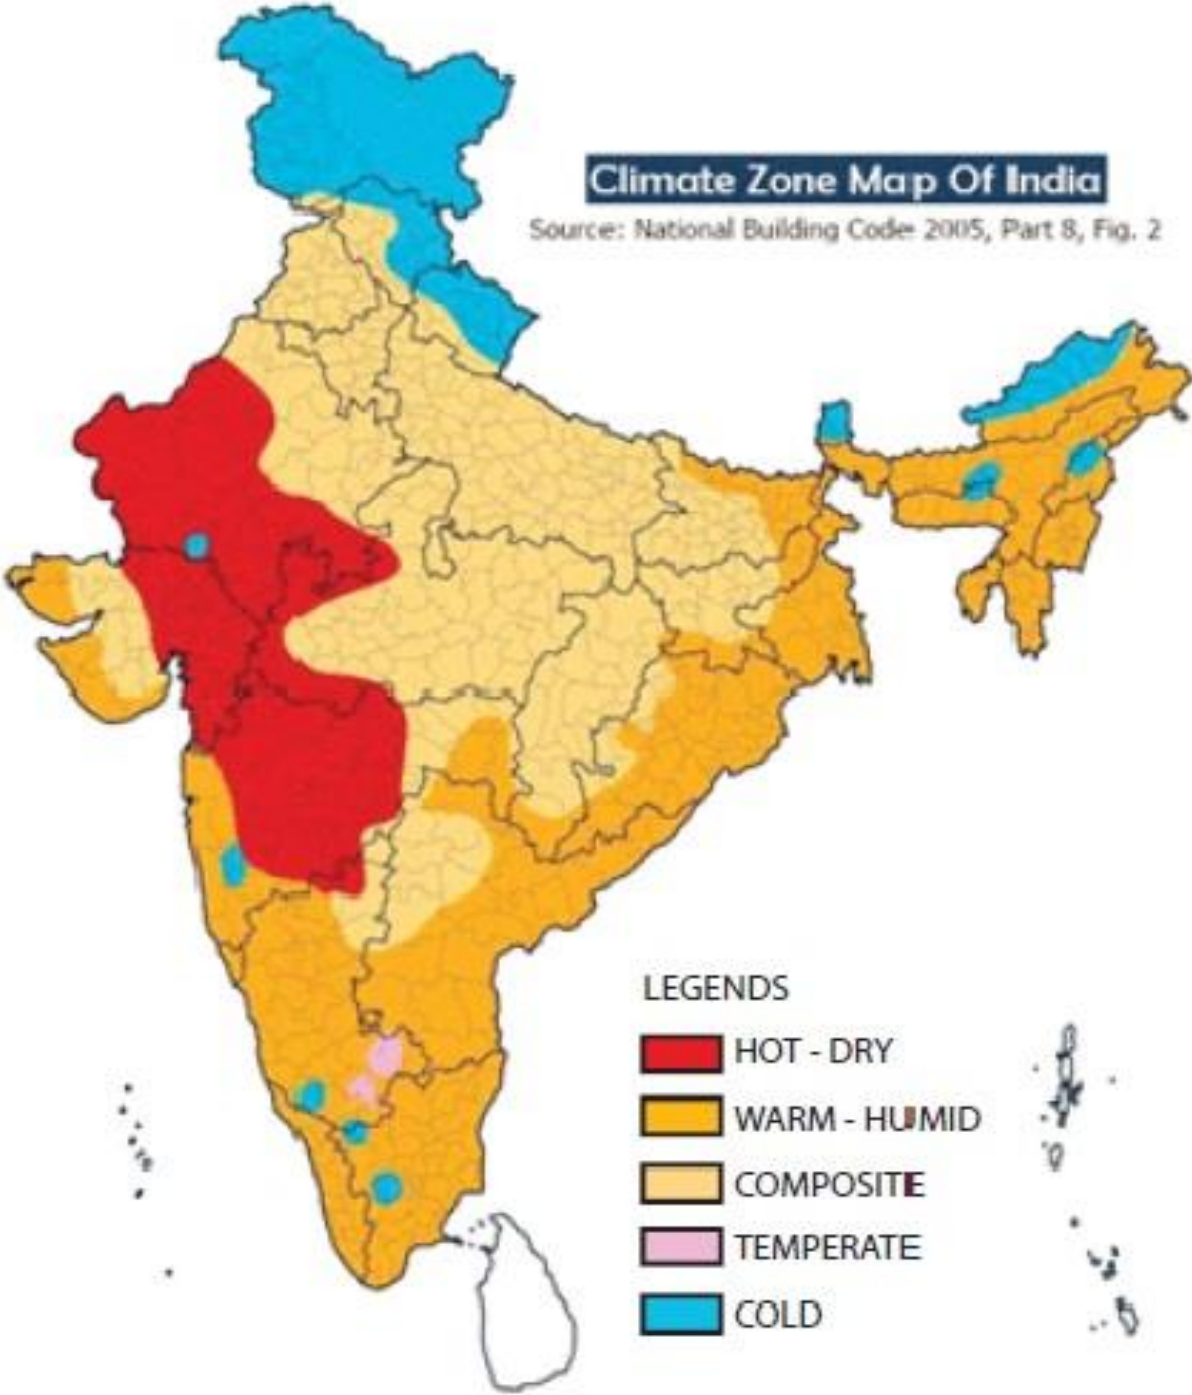 Climate Zone Map Of India
Source: National Building Code 2005, Part 8, Fig. 2
LEGENDS
HOT - DRY
WARM - HUMID
COMPOSITE
TEMPERATE
COLD